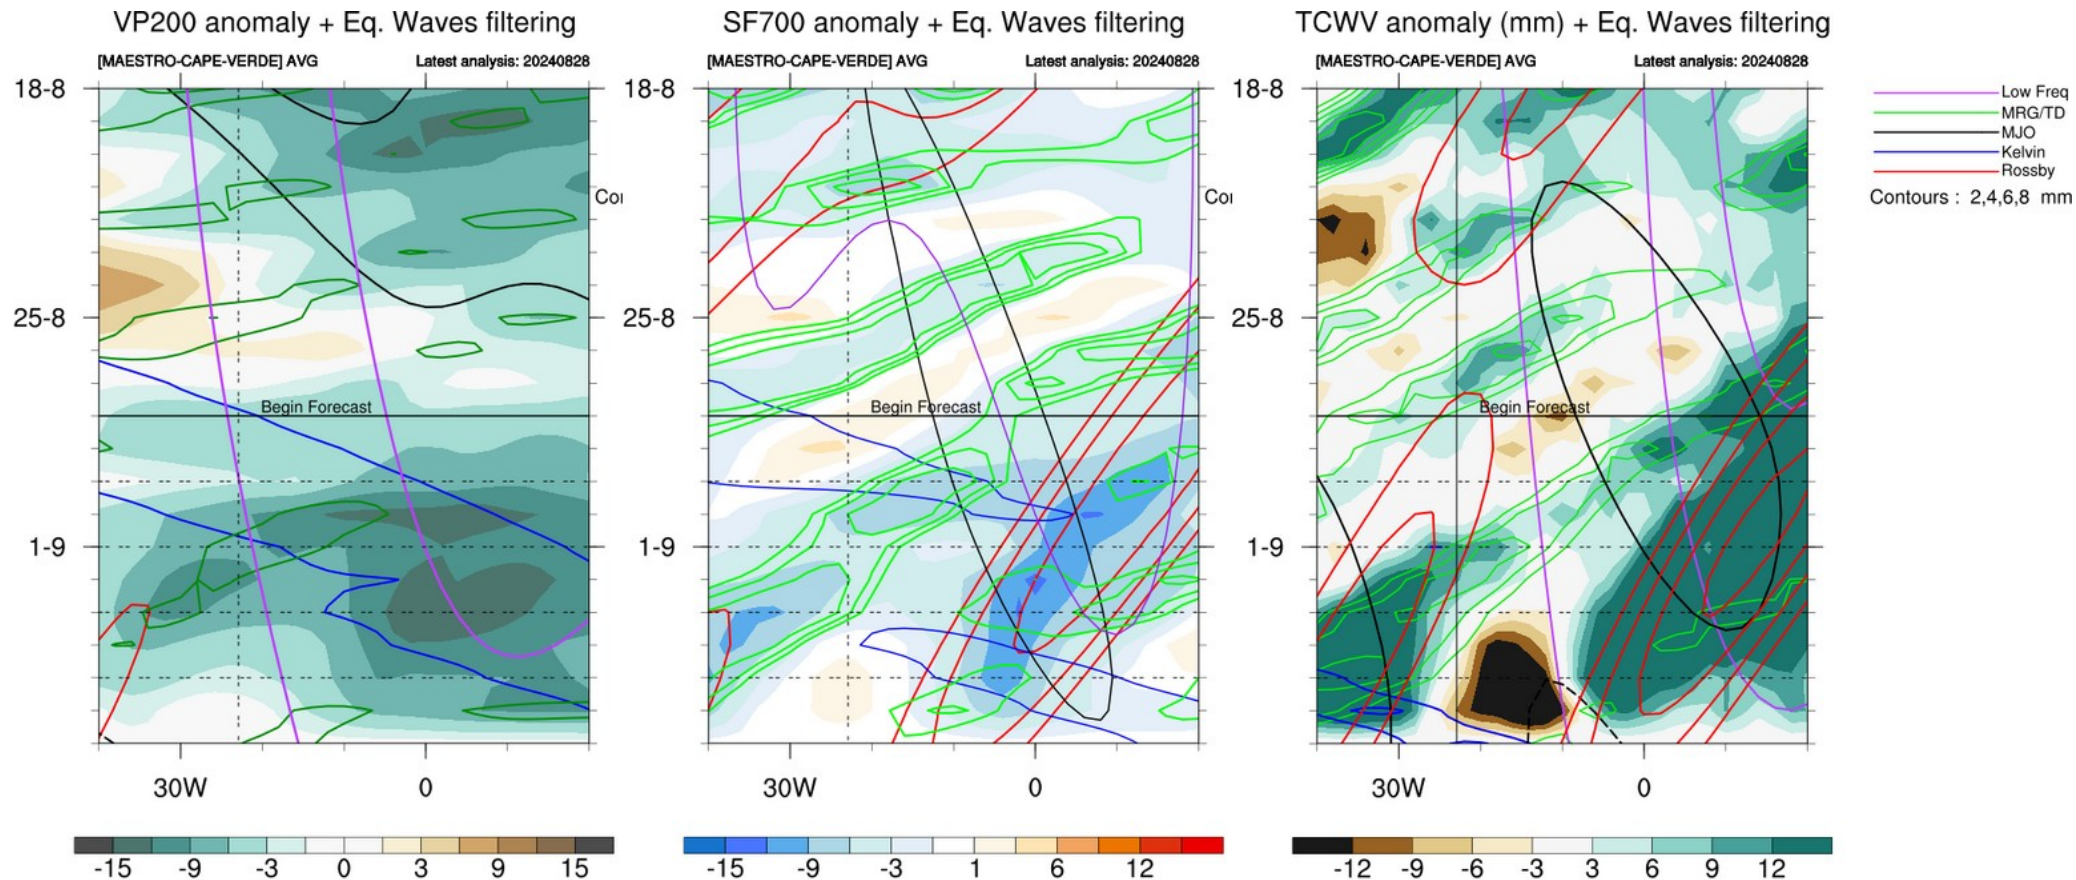 VP200 anomaly + Eq. Waves filtering
[MAESTRO-CAPE-VERDE] AVG
Latest analysis: 20240828
18-8
25-8
1-9
Begin Forecast
30W
0
-15 -9 -3 0 3 9 15
Coi
SF700 anomaly + Eq. Waves filtering
[MAESTRO-CAPE-VERDE] AVG
Latest analysis: 20240828
18-8
25-8
1-9
Begin Forecast
30W
0
-15 -9 -3 1 6 12
Coi
TCWV anomaly (mm) + Eq. Waves filtering
[MAESTRO-CAPE-VERDE] AVG
Latest analysis: 20240828
18-8
25-8
1-9
Begin Forecast
30W
0
-12 -9 -6 -3 3 6 9 12
Low Freq
MRG/TD
MJO
Kelvin
Rossby
Contours : 2,4,6,8 mm